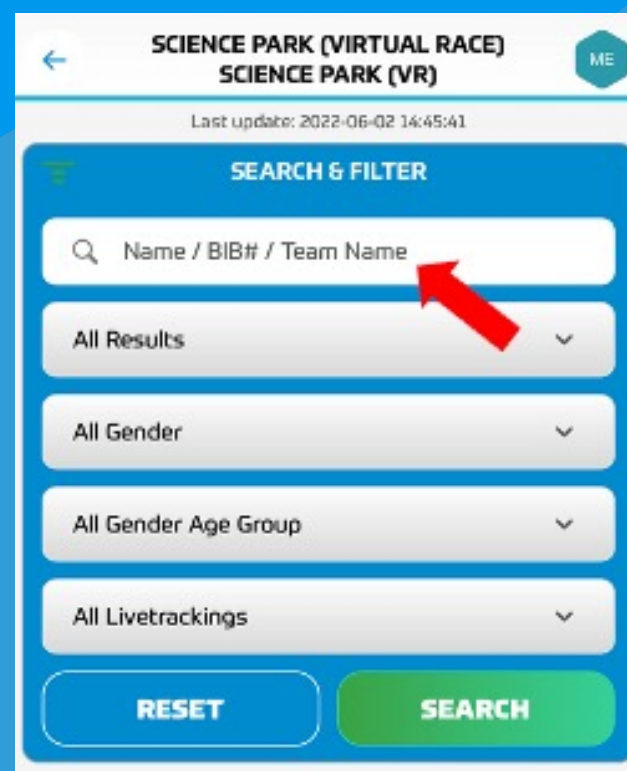 SCIENCE PARK (VIRTUAL RACE)
SCIENCE PARK (VR)
ME
Last update: 2022-06-02 14:45:41
SEARCH & FILTER
Name / BIB# / Team Name
All Results
All Gender
All Gender Age Group
All Livetrackings
RESET
SEARCH